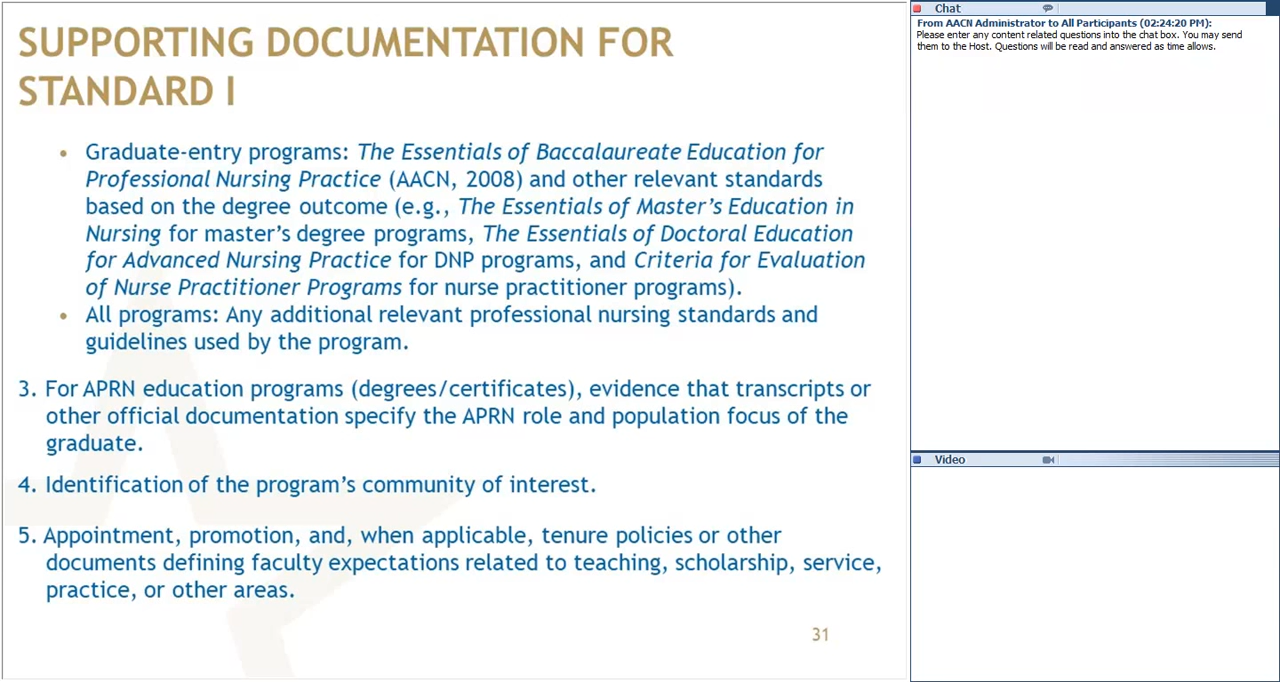 SUPPORTING DOCUMENTATION FOR
STANDARD I
• Graduate-entry programs: The Essentials of Baccalaureate Education for
Professional Nursing Practice (AACN, 2008) and other relevant standards
based on the degree outcome (e.g., The Essentials of Master’s Education in
Nursing for master’s degree programs, The Essentials of Doctoral Education
for Advanced Nursing Practice for DNP programs, and Criteria for Evaluation
of Nurse Practitioner Programs for nurse practitioner programs).
• All programs: Any additional relevant professional nursing standards and
guidelines used by the program.
3. For APRN education programs (degrees/certificates), evidence that transcripts or
other official documentation specify the APRN role and population focus of the
graduate.
4. Identification of the program’s community of interest.
5. Appointment, promotion, and, when applicable, tenure policies or other
documents defining faculty expectations related to teaching, scholarship, service,
practice, or other areas.
31
Chat
From AACN Administrator to All Participants (02:24:20 PM):
Please enter any content related questions into the chat box. You may send
them to the Host. Questions will be read and answered as time allows.
Video